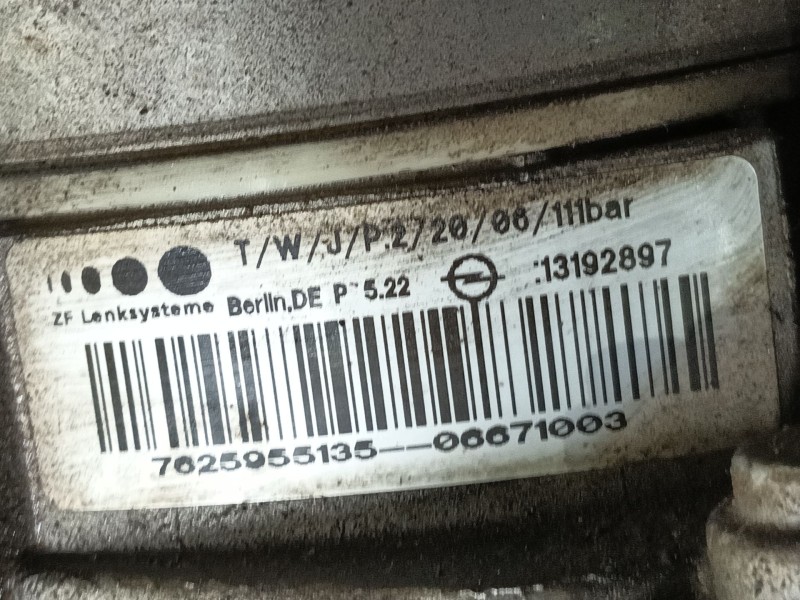 T/W/J/P.2/20/06/111bar
ZF Lenksysteme Berlin,DE P 5.22 :13192897
7625955135--06671003